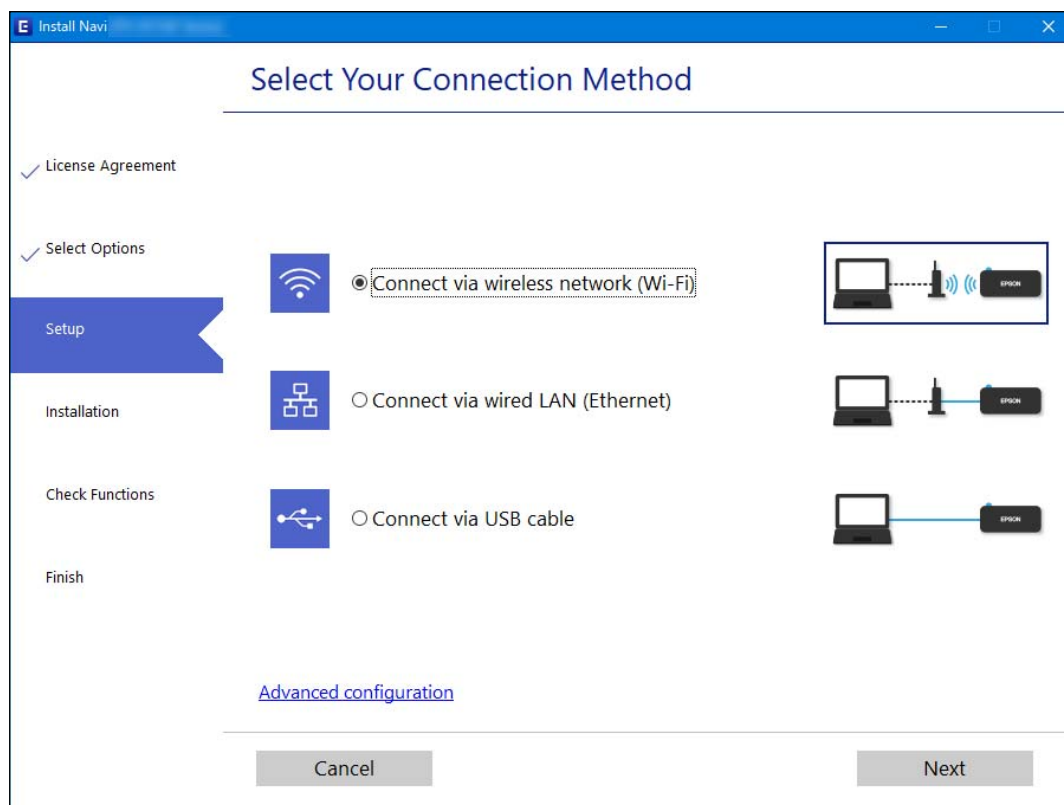 Install Navi
Select Your Connection Method
License Agreement
Select Options
Setup
Installation
Check Functions
Finish
Connect via wireless network (Wi-Fi)
EPSON
Connect via wired LAN (Ethernet)
EPSON
Connect via USB cable
EPSON
Advanced configuration
Cancel
Next